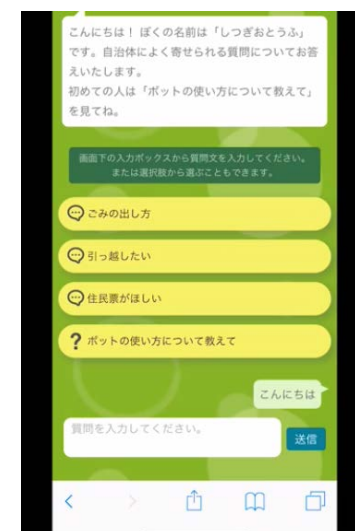 こんにちは！ぼくの名前は「しつぎおとうふ」
です。自治体によく寄せられる質問についてお答
えいたします。
初めての人は「ボットの使い方について教えて」
を見てね。
画面下の入力ボックスから質問文を入力してください。
または選択肢から選ぶこともできます。
ごみの出し方
引っ越したい
住民票がほしい
? ボットの使い方について教えて
こんにちは
質問を入力してください。
送信